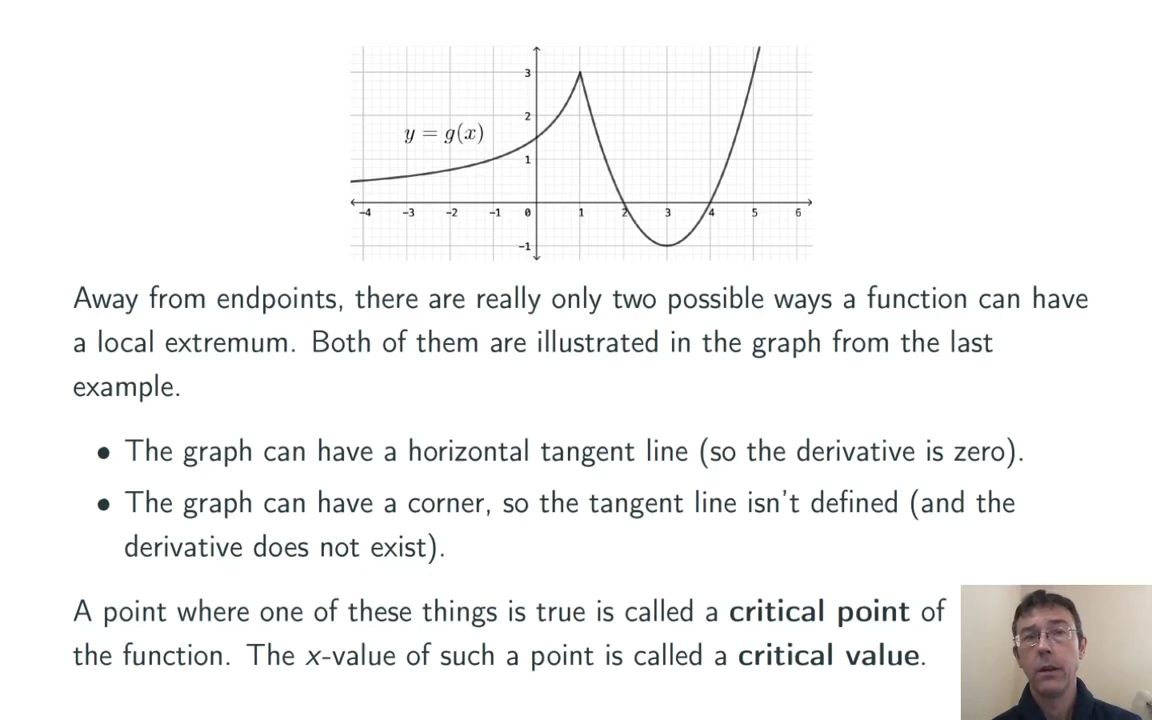 3
2
y = g(x)
1
−4 −3 −2 −1 0 1 2 3 4 5 6
−1
Away from endpoints, there are really only two possible ways a function can have
a local extremum. Both of them are illustrated in the graph from the last
example.
• The graph can have a horizontal tangent line (so the derivative is zero).
• The graph can have a corner, so the tangent line isn't defined (and the
derivative does not exist).
A point where one of these things is true is called a critical point of
the function. The x-value of such a point is called a critical value.